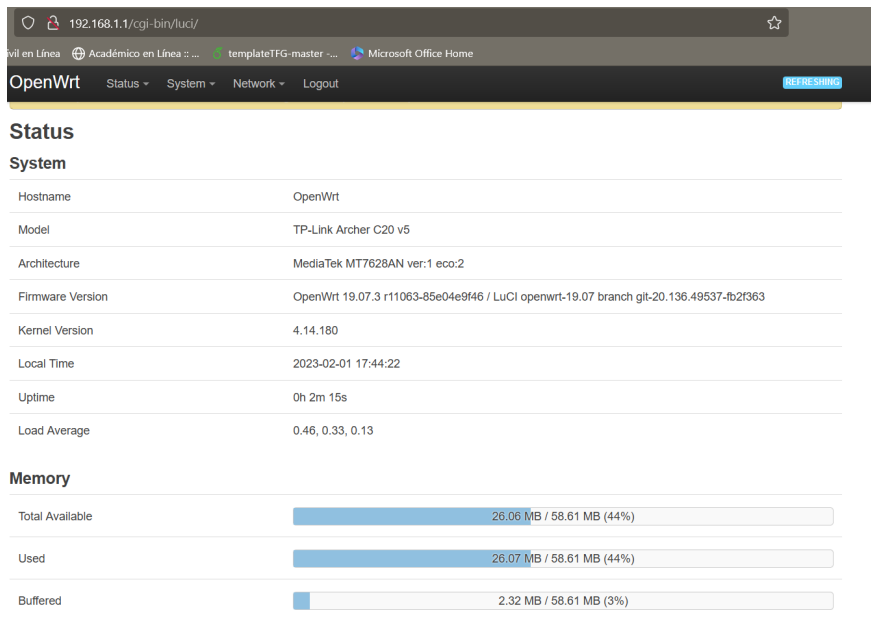 192.168.1.1/cgi-bin/luci/
ivil en Línea Académico en Línea :: ... templateTFG-master -... Microsoft Office Home
OpenWrt Status System Network Logout REFRESHING
Status
System
Hostname OpenWrt
Model TP-Link Archer C20 v5
Architecture MediaTek MT7628AN ver:1 eco:2
Firmware Version OpenWrt 19.07.3 r11063-85e04e9f46 / LuCI openwrt-19.07 branch git-20.136.49537-fb2f363
Kernel Version 4.14.180
Local Time 2023-02-01 17:44:22
Uptime 0h 2m 15s
Load Average 0.46, 0.33, 0.13
Memory
Total Available 26.06 MB / 58.61 MB (44%)
Used 26.07 MB / 58.61 MB (44%)
Buffered 2.32 MB / 58.61 MB (3%)